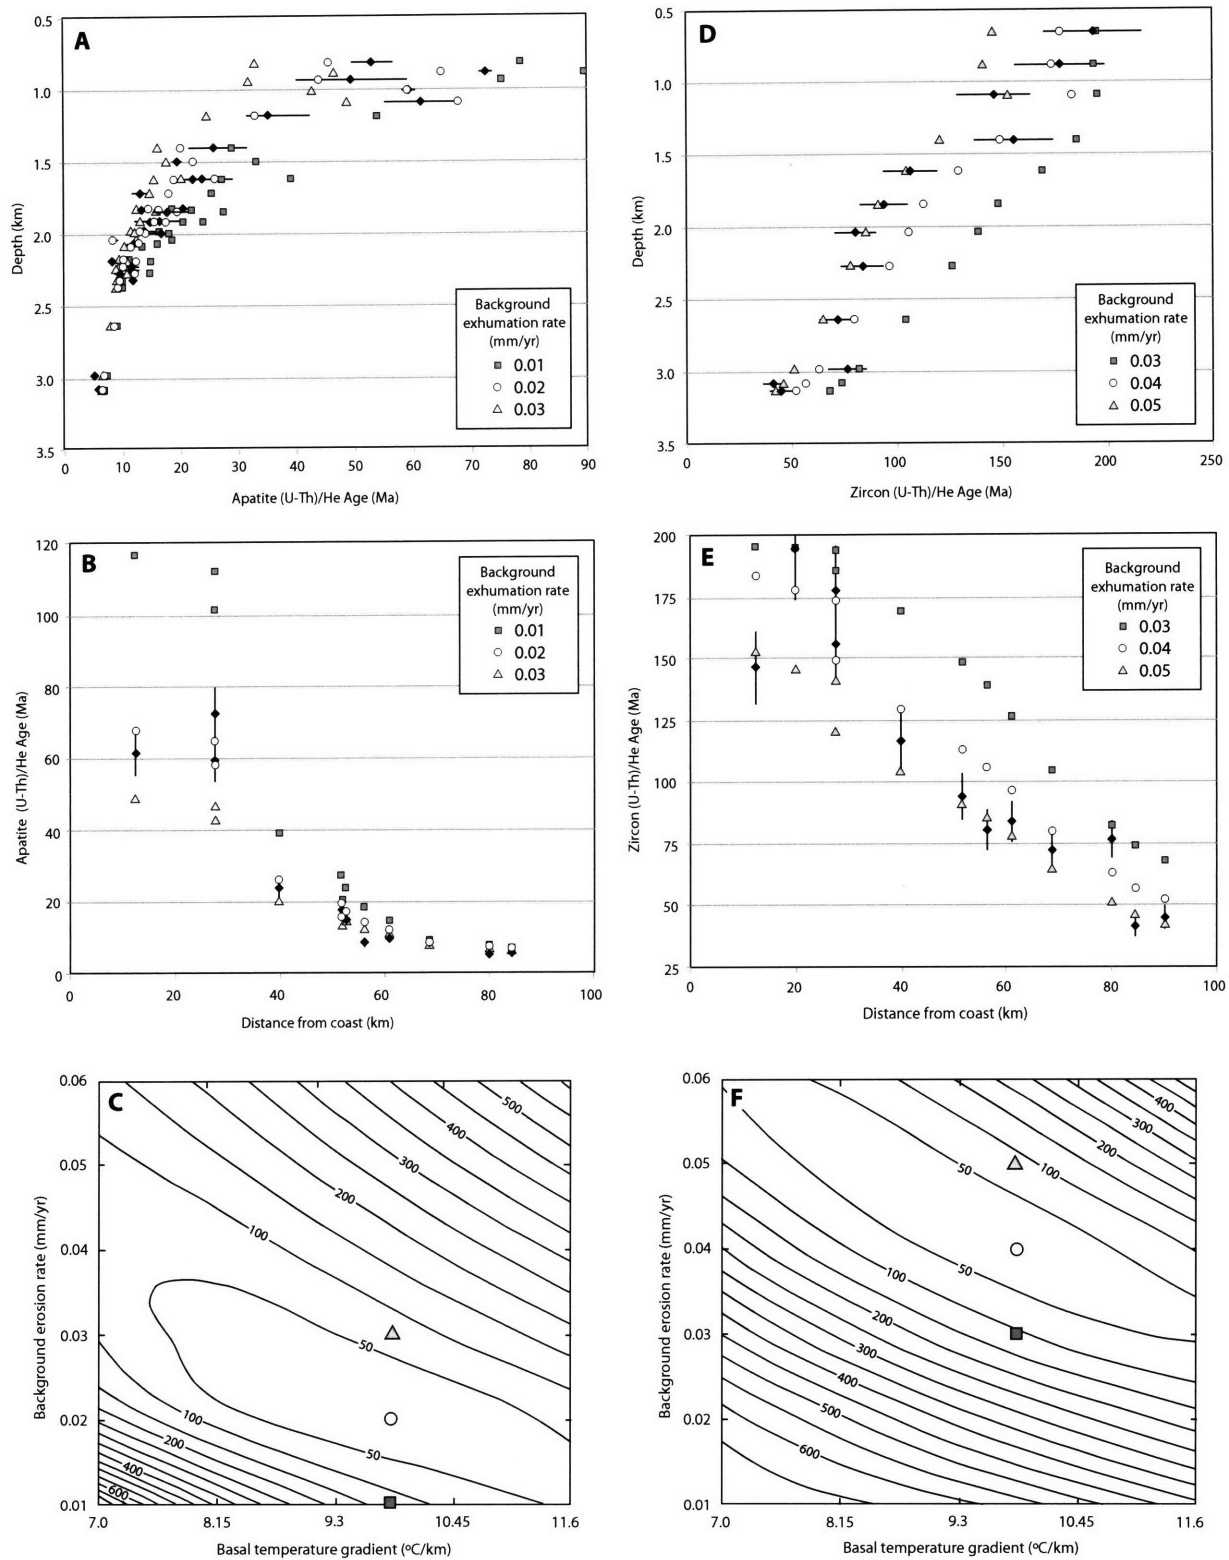 A
0.5
1.0
1.5
2.0
2.5
3.0
3.5
Depth (km)
0 10 20 30 40 50 60 70 80 90
Apatite (U-Th)/He Age (Ma)
Background
exhumation rate
(mm/yr)
0.01
0.02
0.03
D
0.5
1.0
1.5
2.0
2.5
3.0
3.5
Depth (km)
0 50 100 150 200 250
Zircon (U-Th)/He Age (Ma)
Background
exhumation rate
(mm/yr)
0.03
0.04
0.05
B
120
100
80
60
40
20
0
Apatite (U-Th)/He Age (Ma)
0 20 40 60 80 100
Distance from coast (km)
Background
exhumation rate
(mm/yr)
0.01
0.02
0.03
E
200
175
150
125
100
75
50
25
Zircon (U-Th)/He Age (Ma)
0 20 40 60 80 100
Distance from coast (km)
Background
exhumation rate
(mm/yr)
0.03
0.04
0.05
C
0.06
0.05
0.04
0.03
0.02
0.01
Background erosion rate (mm/yr)
500
400
300
200
100
50
100
200
400
600
50
7.0 8.15 9.3 10.45 11.6
Basal temperature gradient (ºC/km)
F
0.06
0.05
0.04
0.03
0.02
0.01
Background erosion rate (mm/yr)
400
300
200
100
50
50
100
200
300
400
500
600
7.0 8.15 9.3 10.45 11.6
Basal temperature gradient (ºC/km)